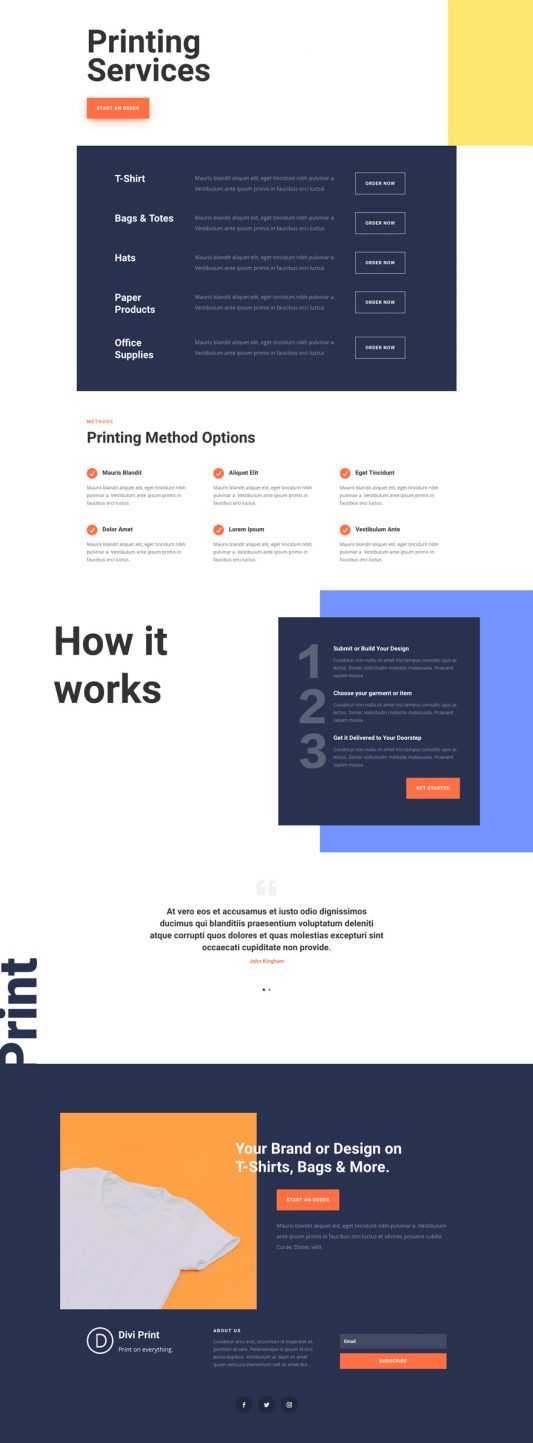 Printing
Services
START AN ORDER
T-Shirt
Mauris blandit aliquet elit, eget tincidunt nibh pulvinar a.
Vestibulum ante ipsum primis in faucibus orci luctus
ORDER NOW
Bags & Totes
Mauris blandit aliquet elit, eget tincidunt nibh pulvinar a.
Vestibulum ante ipsum primis in faucibus orci luctus
ORDER NOW
Hats
Mauris blandit aliquet elit, eget tincidunt nibh pulvinar a.
Vestibulum ante ipsum primis in faucibus orci luctus
ORDER NOW
Paper
Products
Mauris blandit aliquet elit, eget tincidunt nibh pulvinar a.
Vestibulum ante ipsum primis in faucibus orci luctus
ORDER NOW
Office
Supplies
Mauris blandit aliquet elit, eget tincidunt nibh pulvinar a.
Vestibulum ante ipsum primis in faucibus orci luctus
ORDER NOW
METHODS
Printing Method Options
Mauris Blandit
Mauris blandit aliquet elit, eget tincidunt nibh
pulvinar a. Vestibulum ante ipsum primis in
faucibus orci luctus.
Aliquet Elit
Mauris blandit aliquet elit, eget tincidunt nibh
pulvinar a. Vestibulum ante ipsum primis in
faucibus orci luctus.
Eget Tincidunt
Mauris blandit aliquet elit, eget tincidunt nibh
pulvinar a. Vestibulum ante ipsum primis in
faucibus orci luctus.
Dolor Amet
Mauris blandit aliquet elit, eget tincidunt nibh
pulvinar a. Vestibulum ante ipsum primis in
faucibus orci luctus.
Lorem Ipsum
Mauris blandit aliquet elit, eget tincidunt nibh
pulvinar a. Vestibulum ante ipsum primis in
faucibus orci luctus.
Vestibulum Ante
Mauris blandit aliquet elit, eget tincidunt nibh
pulvinar a. Vestibulum ante ipsum primis in
faucibus orci luctus.
How it
works
1
Submit or Build Your Design
Curabitur non nulla sit amet nisl tempus convallis quis ac
lectus. Donec sollicitudin molestie malesuada. Praesent
sapien massa
2
Choose your garment or item
Curabitur non nulla sit amet nisl tempus convallis quis ac
lectus. Donec sollicitudin molestie malesuada. Praesent
sapien massa
3
Get it Delivered to Your Doorstep
Curabitur non nulla sit amet nisl tempus convallis quis ac
lectus. Donec sollicitudin molestie malesuada. Praesent
sapien massa
GET STARTED
At vero eos et accusamus et iusto odio dignissimos
ducimus qui blanditiis praesentium voluptatum deleniti
atque corrupti quos dolores et quas molestias excepturi sint
occaecati cupiditate non provide.
John Kingham
Print
Your Brand or Design on
T-Shirts, Bags & More.
START AN ORDER
Mauris blandit aliquet elit, eget tincidunt nibh pulvinar a. Vestibulum
ante ipsum primis in faucibus orci luctus et ultrices posuere cubilia
Curae; Donec velit.
D
Divi Print
Print on everything.
ABOUT US
Curabitur arcu erat, accumsan id imperdiet et,
porttitor at sem. Pellentesque in ipsum id orci
porta dapibus. Vestibulum ac diam sit amet
quam vehicula elementum sed sit amet dui.
Email
SUBSCRIBE